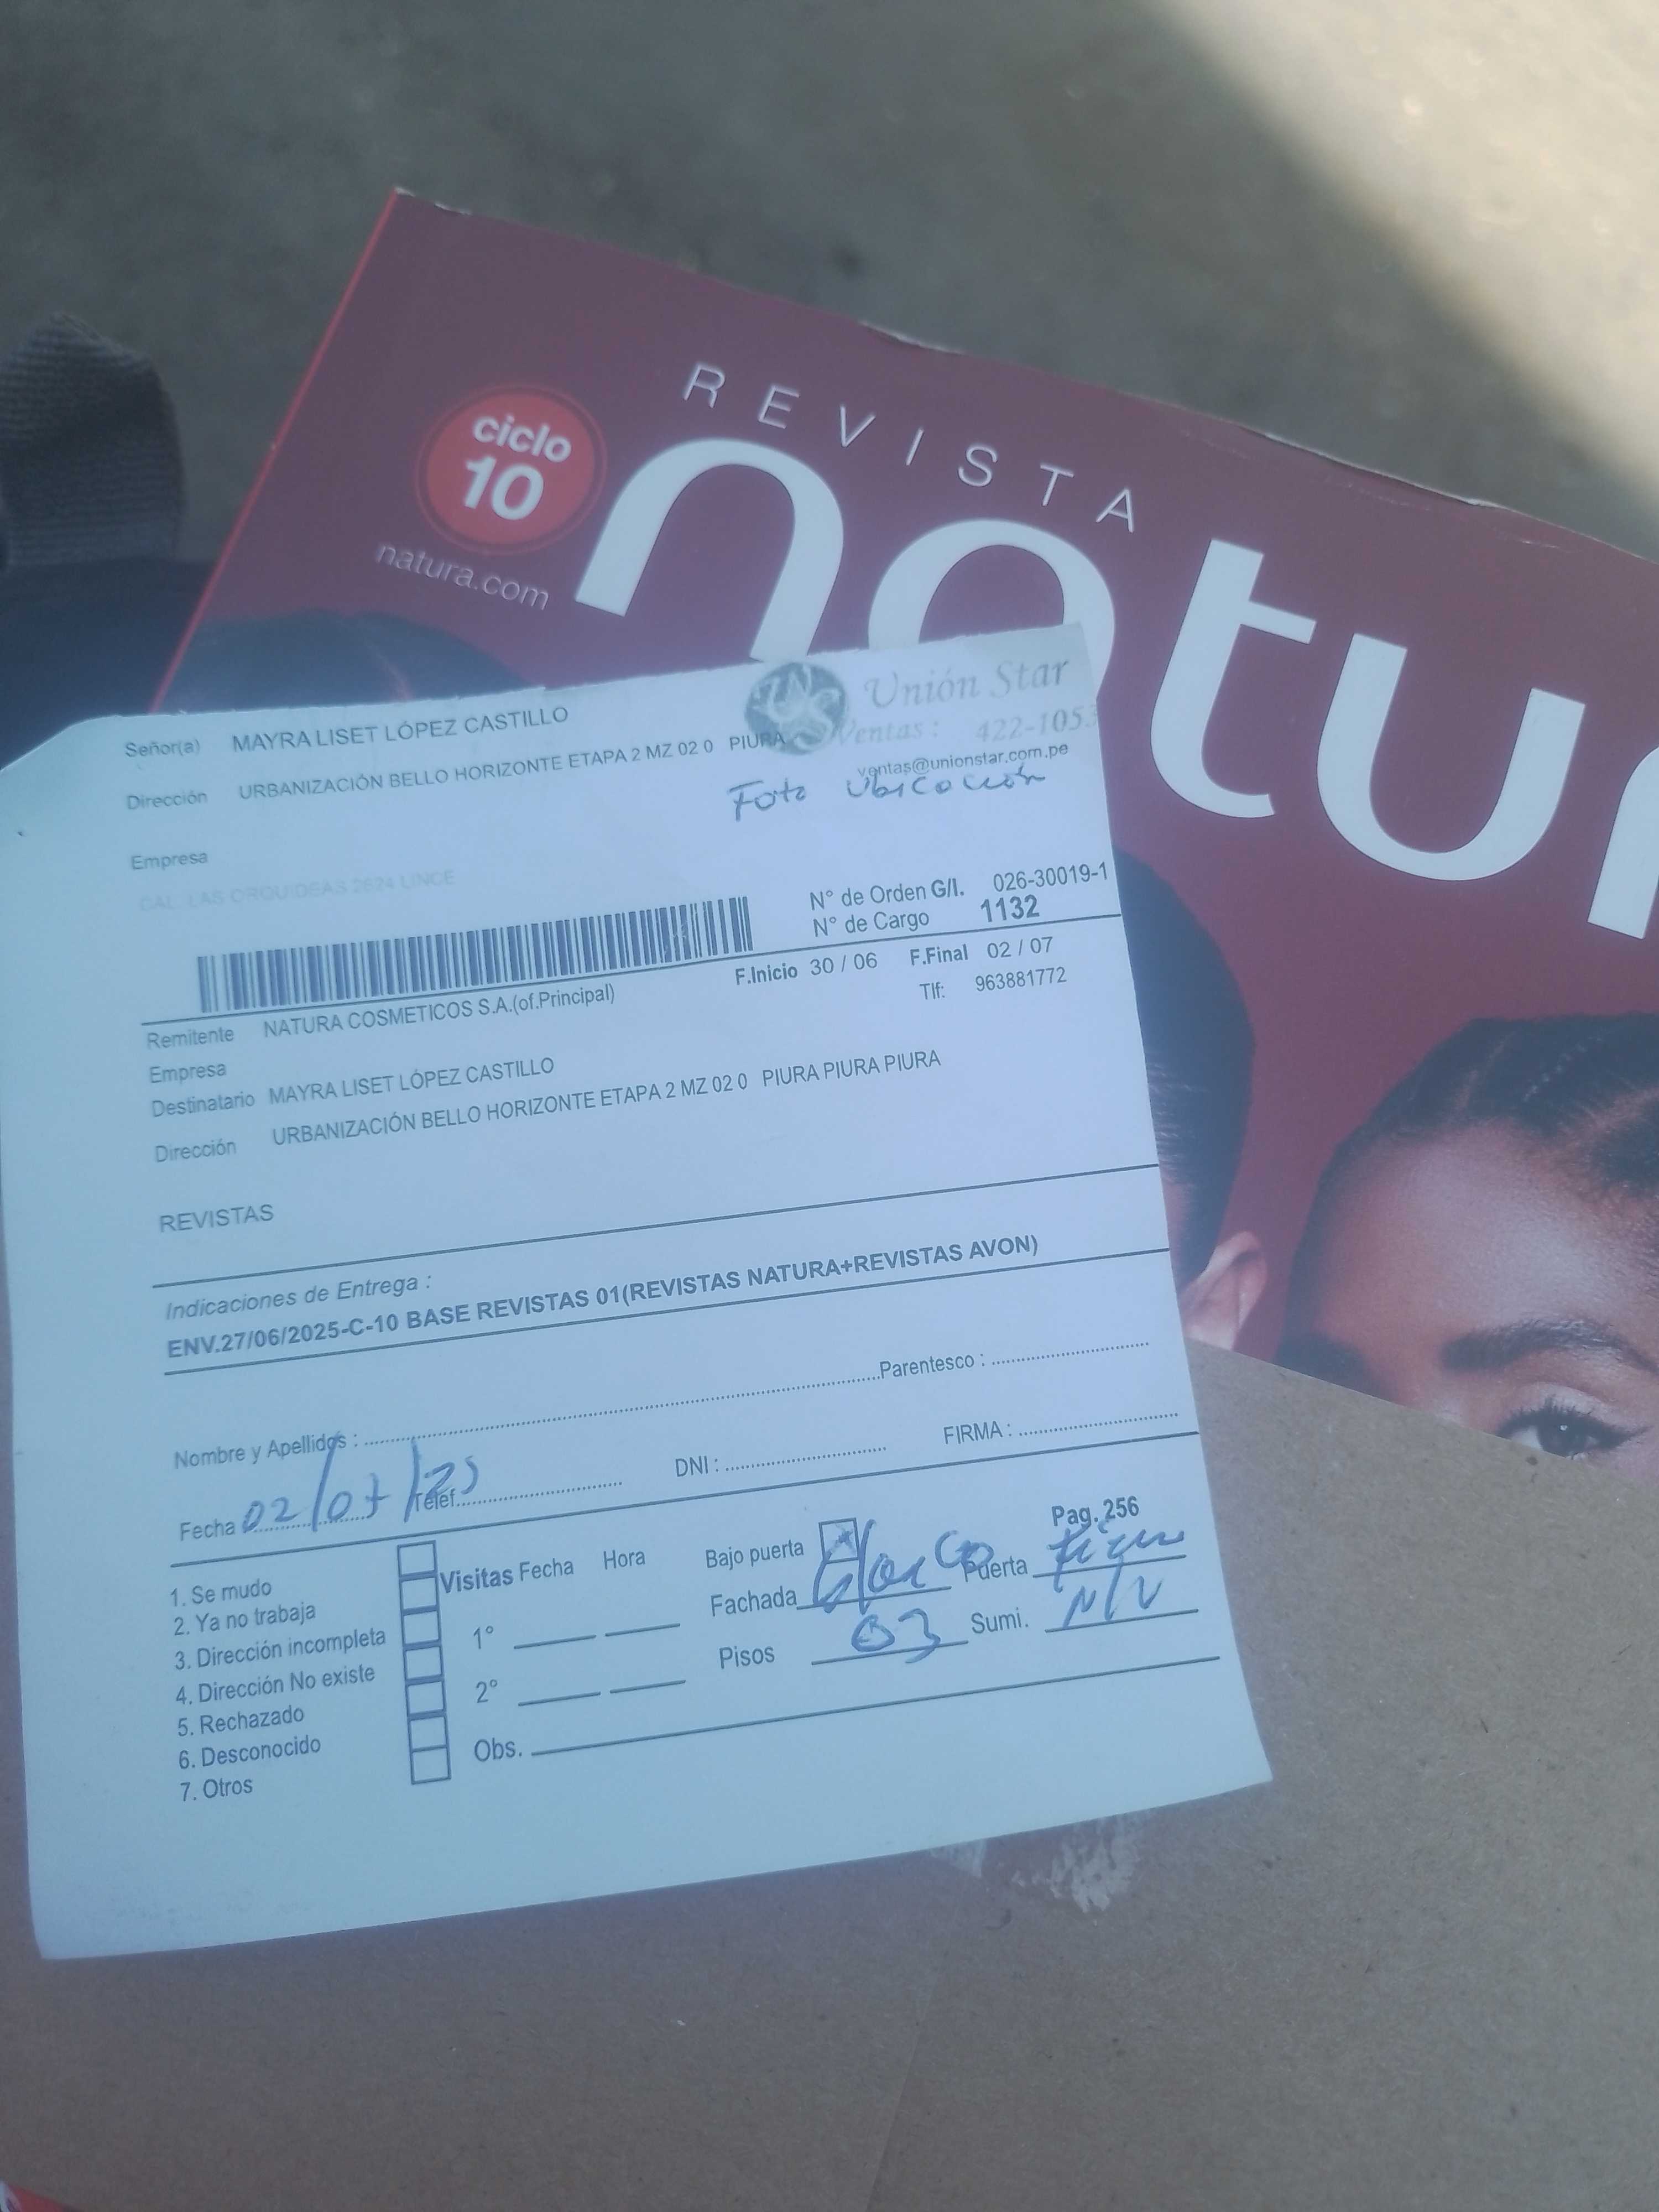 REVISTA
ciclo
10
natura.com
natur
Unión Star
Ventas: 422-1053
ventas@unionstar.com.pe
Señor(a) MAYRA LISET LÓPEZ CASTILLO
Dirección URBANIZACIÓN BELLO HORIZONTE ETAPA 2 MZ 02 0 PIURA
Foto Ubicación
Empresa
CAL. LAS ORQUIDEAS 2624 LINCE
N° de Orden G/I. 026-30019-1
N° de Cargo 1132
F.Inicio 30 / 06 F.Final 02 / 07
Tlf: 963881772
Remitente NATURA COSMETICOS S.A.(of.Principal)
Empresa
Destinatario MAYRA LISET LÓPEZ CASTILLO
Dirección URBANIZACIÓN BELLO HORIZONTE ETAPA 2 MZ 02 0 PIURA PIURA PIURA
REVISTAS
Indicaciones de Entrega :
ENV.27/06/2025-C-10 BASE REVISTAS 01(REVISTAS NATURA+REVISTAS AVON)
Nombre y Apellidos : Parentesco :
Fecha 02/07/25 Telef. DNI : FIRMA :
Pag. 256
1. Se mudo
2. Ya no trabaja
3. Dirección incompleta
4. Dirección No existe
5. Rechazado
6. Desconocido
7. Otros
Visitas Fecha Hora
1°
2°
Obs.
Bajo puerta
Fachada Puerta
Pisos 03 Sumi. N/V